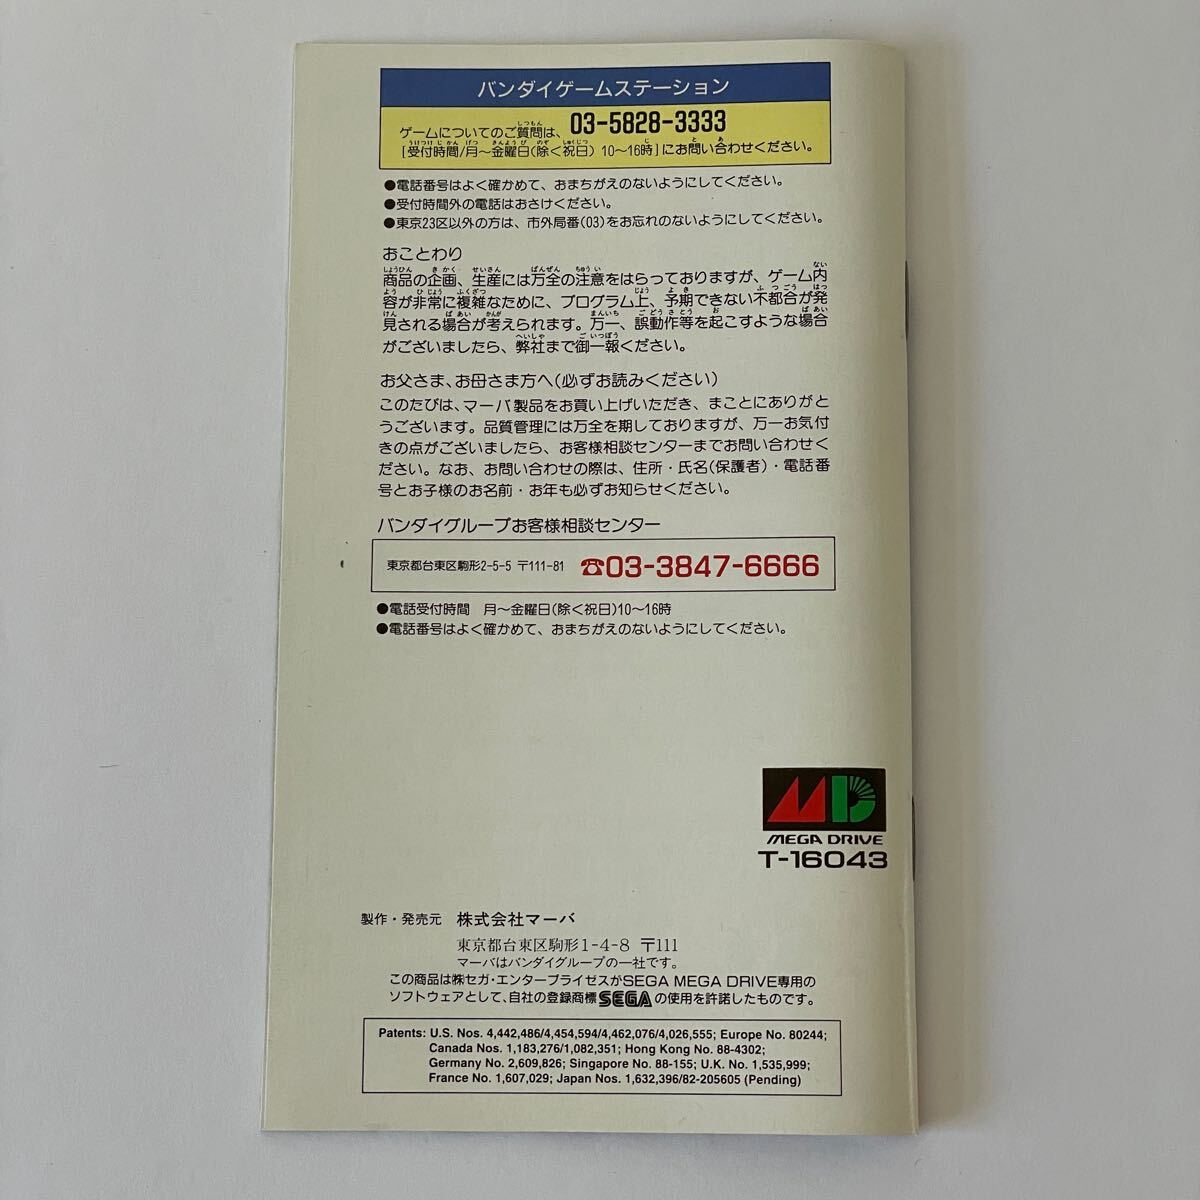 バンダイゲームステーション
ゲームについてのご質問は、03-5828-3333
[受付時間/月～金曜日(除く祝日) 10～16時]にお問い合わせください。
●電話番号はよく確かめて、おまちがえのないようにしてください。
●受付時間外の電話はおさけください。
●東京23区以外の方は、市外局番(03)をお忘れのないようにしてください。
おことわり
商品の企画、生産には万全の注意をはらっておりますが、ゲーム内
容が非常に複雑なために、プログラム上、予期できない不都合が発
見される場合が考えられます。万一、誤動作等を起こすような場合
がございましたら、弊社まで御一報ください。
お父さま、お母さま方へ(必ずお読みください)
このたびは、マーバ製品をお買い上げいただき、まことにありがと
うございます。品質管理には万全を期しておりますが、万一お気付
きの点がございましたら、お客様相談センターまでお問い合わせく
ださい。なお、お問い合わせの際は、住所・氏名(保護者)・電話番
号とお子様のお名前・お年も必ずお知らせください。
バンダイグループお客様相談センター
東京都台東区駒形2-5-5 〒111-81 ☎03-3847-6666
●電話受付時間 月～金曜日(除く祝日)10～16時
●電話番号はよく確かめて、おまちがえのないようにしてください。
MD
MEGA DRIVE
T-16043
製作・発売元 株式会社マーバ
東京都台東区駒形1-4-8 〒111
マーバはバンダイグループの一社です。
この商品は㈱セガ・エンタープライゼスがSEGA MEGA DRIVE専用の
ソフトウェアとして、自社の登録商標SEGAの使用を許諾したものです。
Patents: U.S. Nos. 4,442,486/4,454,594/4,462,076/4,026,555; Europe No. 80244;
Canada Nos. 1,183,276/1,082,351; Hong Kong No. 88-4302;
Germany No. 2,609,826; Singapore No. 88-155; U.K. No. 1,535,999;
France No. 1,607,029; Japan Nos. 1,632,396/82-205605 (Pending)